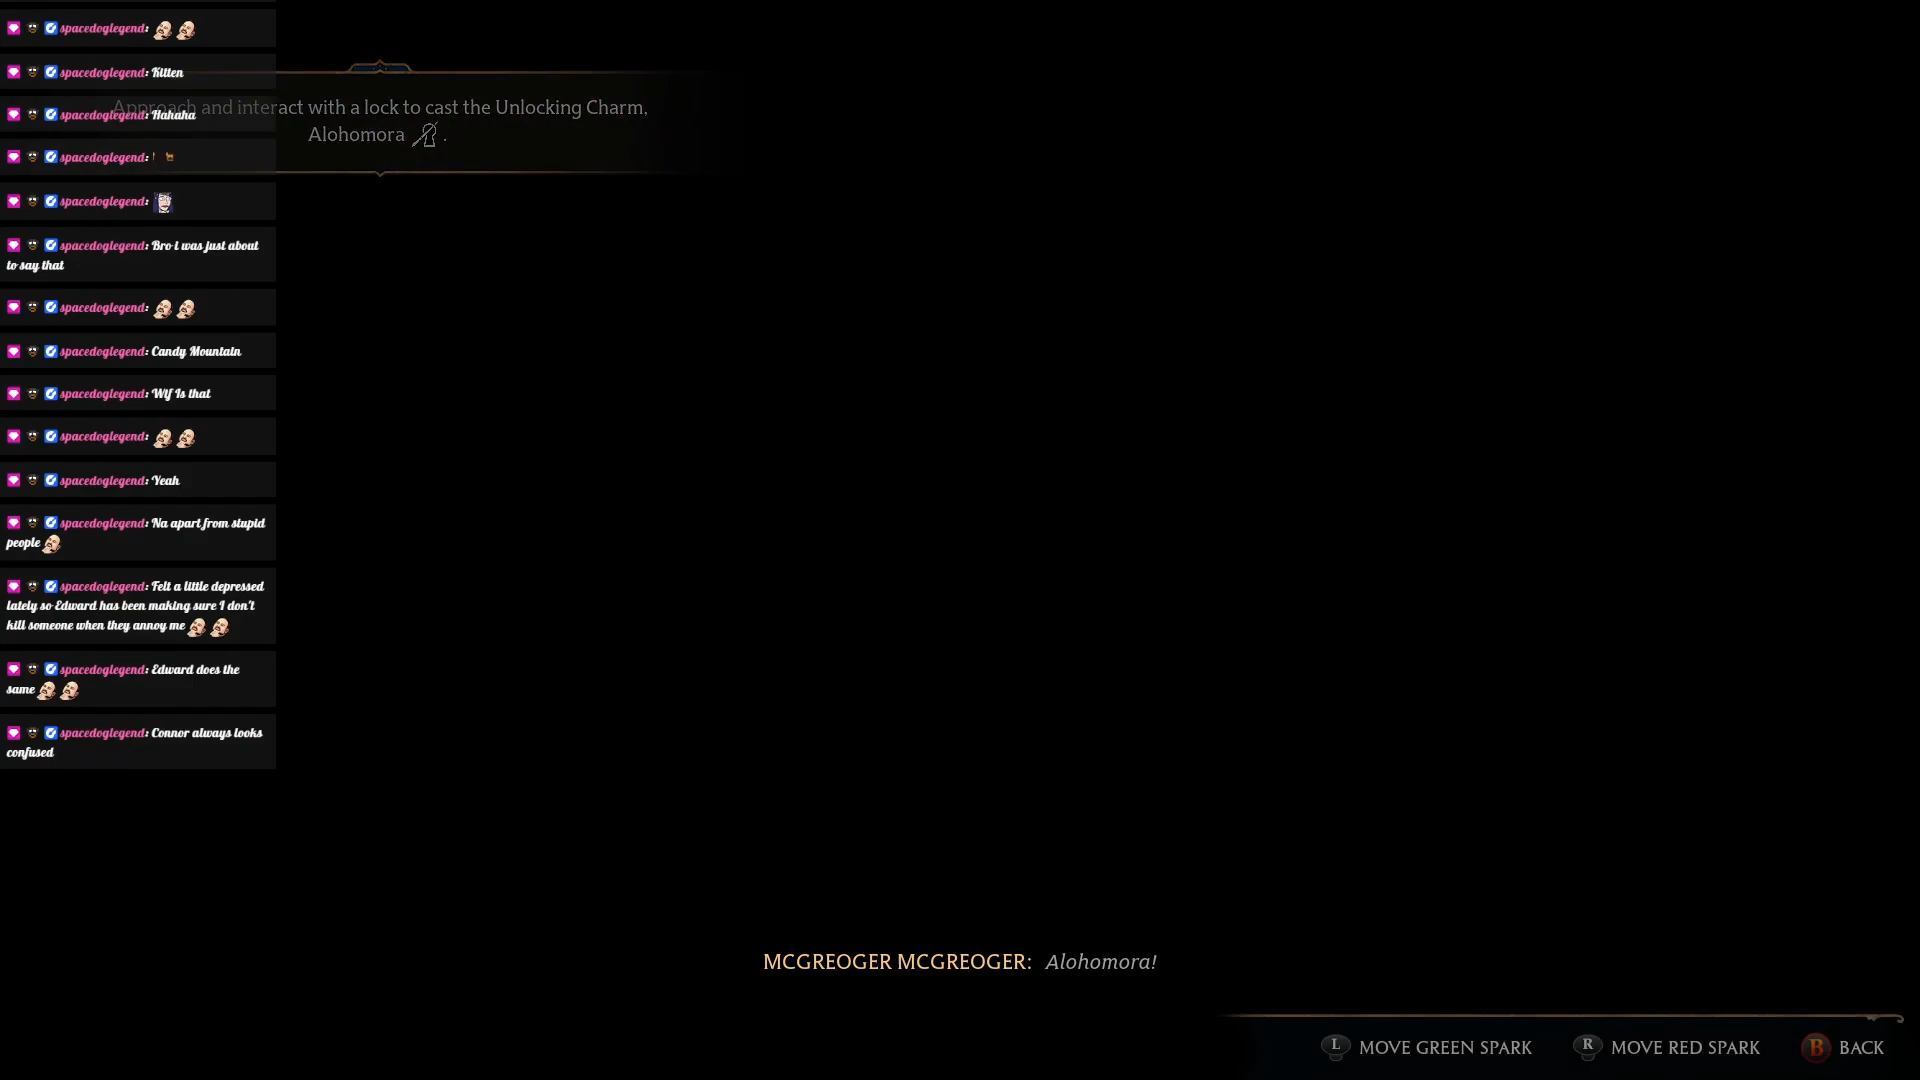 spacedoglegend:
spacedoglegend: Kitten
Approach and interact with a lock to cast the Unlocking Charm,
spacedoglegend: Hahaha
Alohomora .
spacedoglegend:
spacedoglegend:
spacedoglegend: Bro i was just about
to say that
spacedoglegend:
spacedoglegend: Candy Mountain
spacedoglegend: Wtf Is that
spacedoglegend:
spacedoglegend: Yeah
spacedoglegend: Na apart from stupid
people
spacedoglegend: Felt a little depressed
lately so Edward has been making sure I don't
kill someone when they annoy me
spacedoglegend: Edward does the
same
spacedoglegend: Connor always looks
confused
MCGREOGER MCGREOGER: Alohomora!
L MOVE GREEN SPARK R MOVE RED SPARK B BACK